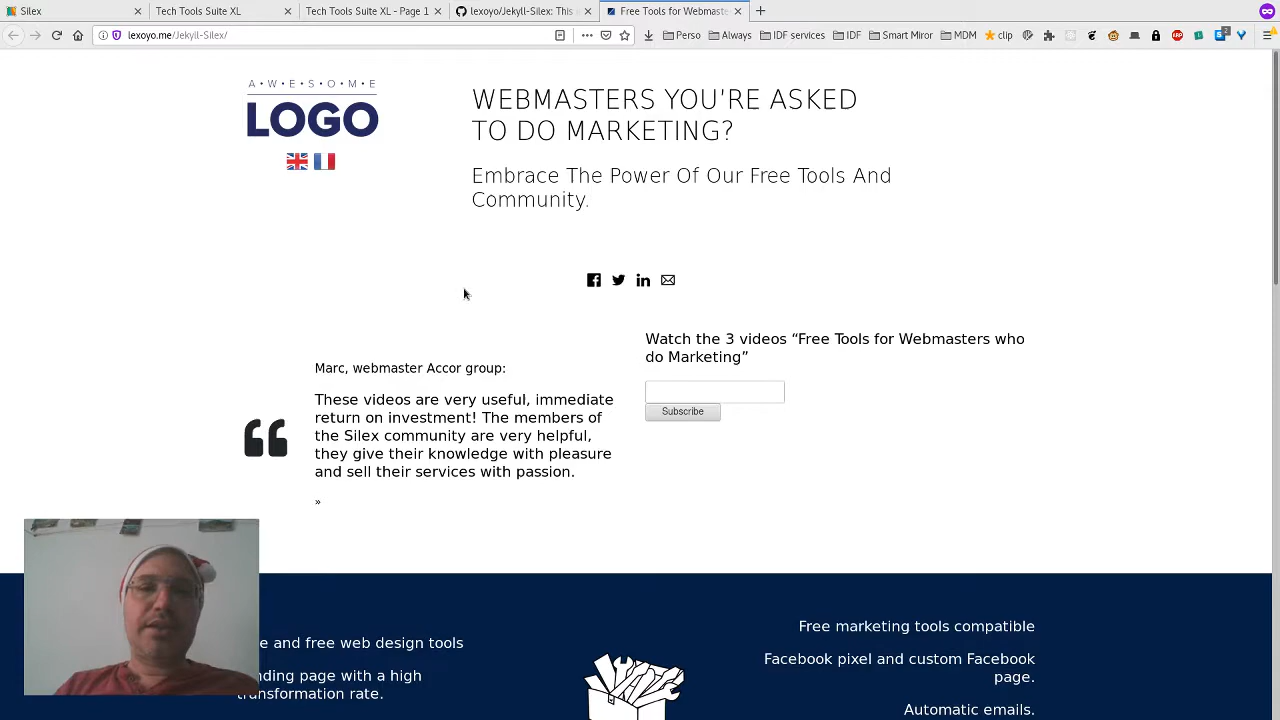 Silex
Tech Tools Suite XL
Tech Tools Suite XL - Page 1
lexoyo/Jekyll-Silex: This
Free Tools for Webmaste
lexoyo.me/Jekyll-Silex/
Perso
Always
IDF services
IDF
Smart Miror
MDM
clip
2
A•W•E•S•O•M•E
LOGO
WEBMASTERS YOU'RE ASKED
TO DO MARKETING?
Embrace The Power Of Our Free Tools And
Community.
Marc, webmaster Accor group:
These videos are very useful, immediate
return on investment! The members of
the Silex community are very helpful,
they give their knowledge with pleasure
and sell their services with passion.
»
Watch the 3 videos “Free Tools for Webmasters who
do Marketing”
Subscribe
e and free web design tools
nding page with a high
transformation rate.
Free marketing tools compatible
Facebook pixel and custom Facebook
page.
Automatic emails.